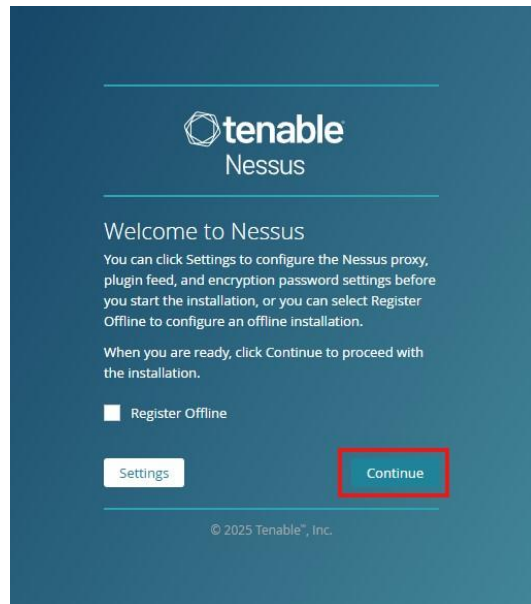 tenable
Nessus
Welcome to Nessus
You can click Settings to configure the Nessus proxy,
plugin feed, and encryption password settings before
you start the installation, or you can select Register
Offline to configure an offline installation.
When you are ready, click Continue to proceed with
the installation.
Register Offline
Settings
Continue
© 2025 Tenable™, Inc.